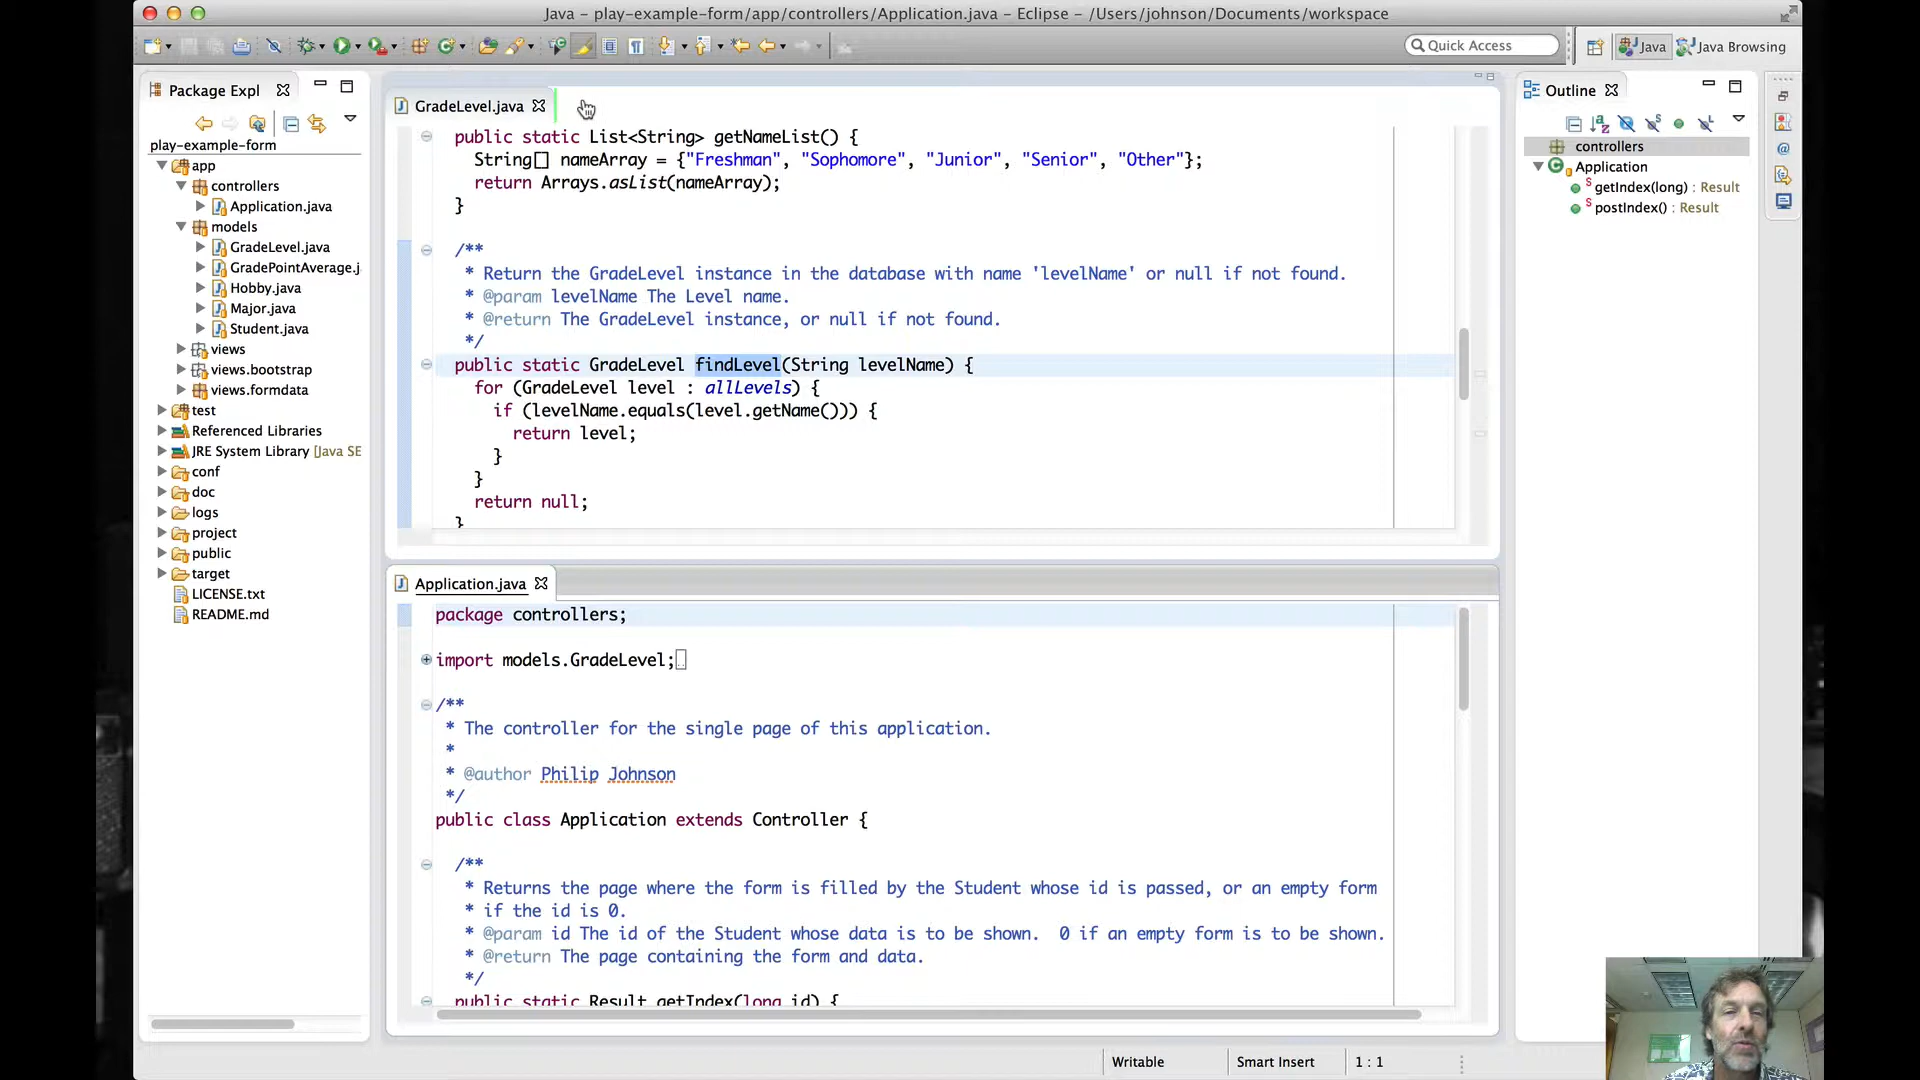 Java - play-example-form/app/controllers/Application.java - Eclipse - /Users/johnson/Documents/workspace
Quick Access
Java
Java Browsing
Package Expl
play-example-form
app
controllers
Application.java
models
GradeLevel.java
GradePointAverage.j
Hobby.java
Major.java
Student.java
views
views.bootstrap
views.formdata
test
Referenced Libraries
JRE System Library [Java SE
conf
doc
logs
project
public
target
LICENSE.txt
README.md
GradeLevel.java
public static List<String> getNameList() {
String[] nameArray = {"Freshman", "Sophomore", "Junior", "Senior", "Other"};
return Arrays.asList(nameArray);
}
/**
* Return the GradeLevel instance in the database with name 'levelName' or null if not found.
* @param levelName The Level name.
* @return The GradeLevel instance, or null if not found.
*/
public static GradeLevel findLevel(String levelName) {
for (GradeLevel level : allLevels) {
if (levelName.equals(level.getName())) {
return level;
}
}
return null;
}
Application.java
package controllers;
import models.GradeLevel;
/**
* The controller for the single page of this application.
*
* @author Philip Johnson
*/
public class Application extends Controller {
/**
* Returns the page where the form is filled by the Student whose id is passed, or an empty form
* if the id is 0.
* @param id The id of the Student whose data is to be shown.  0 if an empty form is to be shown.
* @return The page containing the form and data.
*/
public static Result getIndex(long id) {
Outline
controllers
Application
getIndex(long) : Result
postIndex() : Result
Writable
Smart Insert
1 : 1